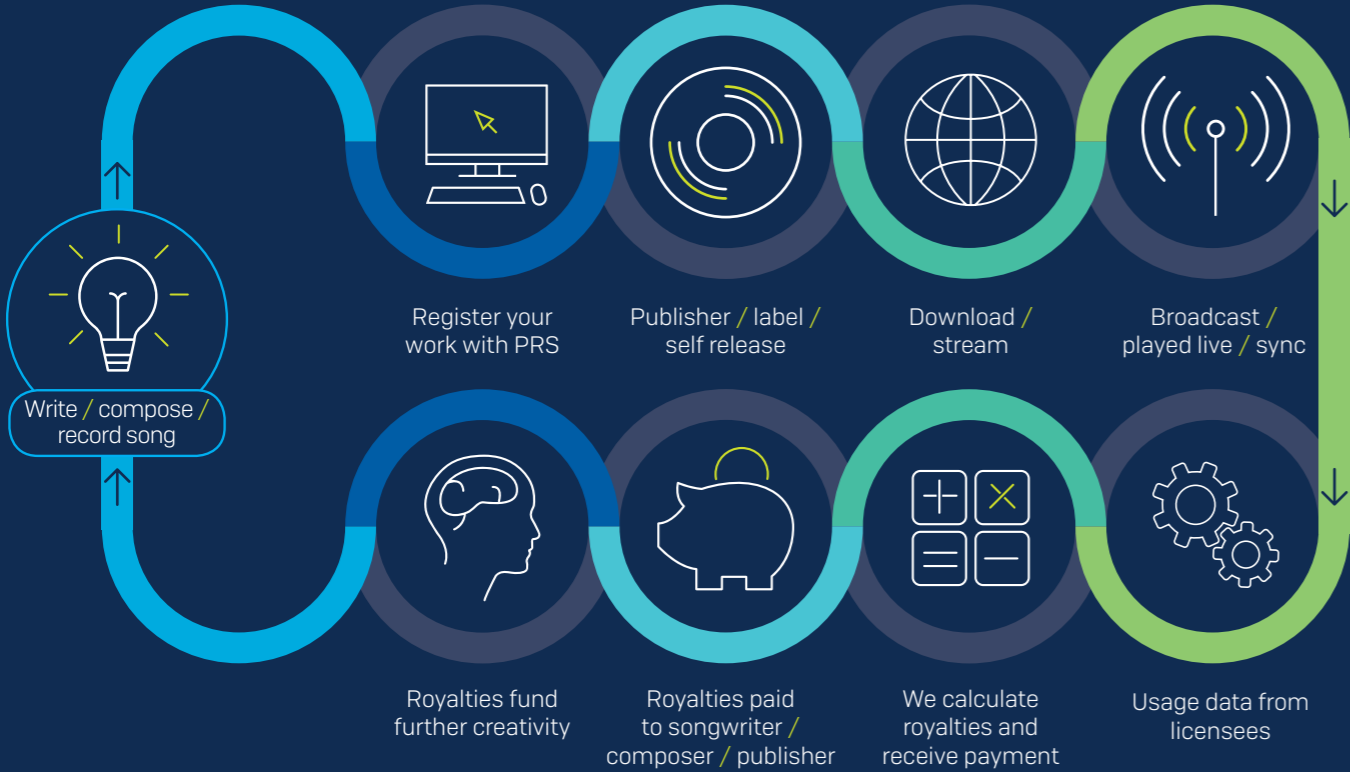 Register your
work with PRS
Publisher / label /
self release
Download /
stream
Broadcast /
played live / sync
Write / compose /
record song
Royalties fund
further creativity
Royalties paid
to songwriter /
composer / publisher
We calculate
royalties and
receive payment
Usage data from
licensees